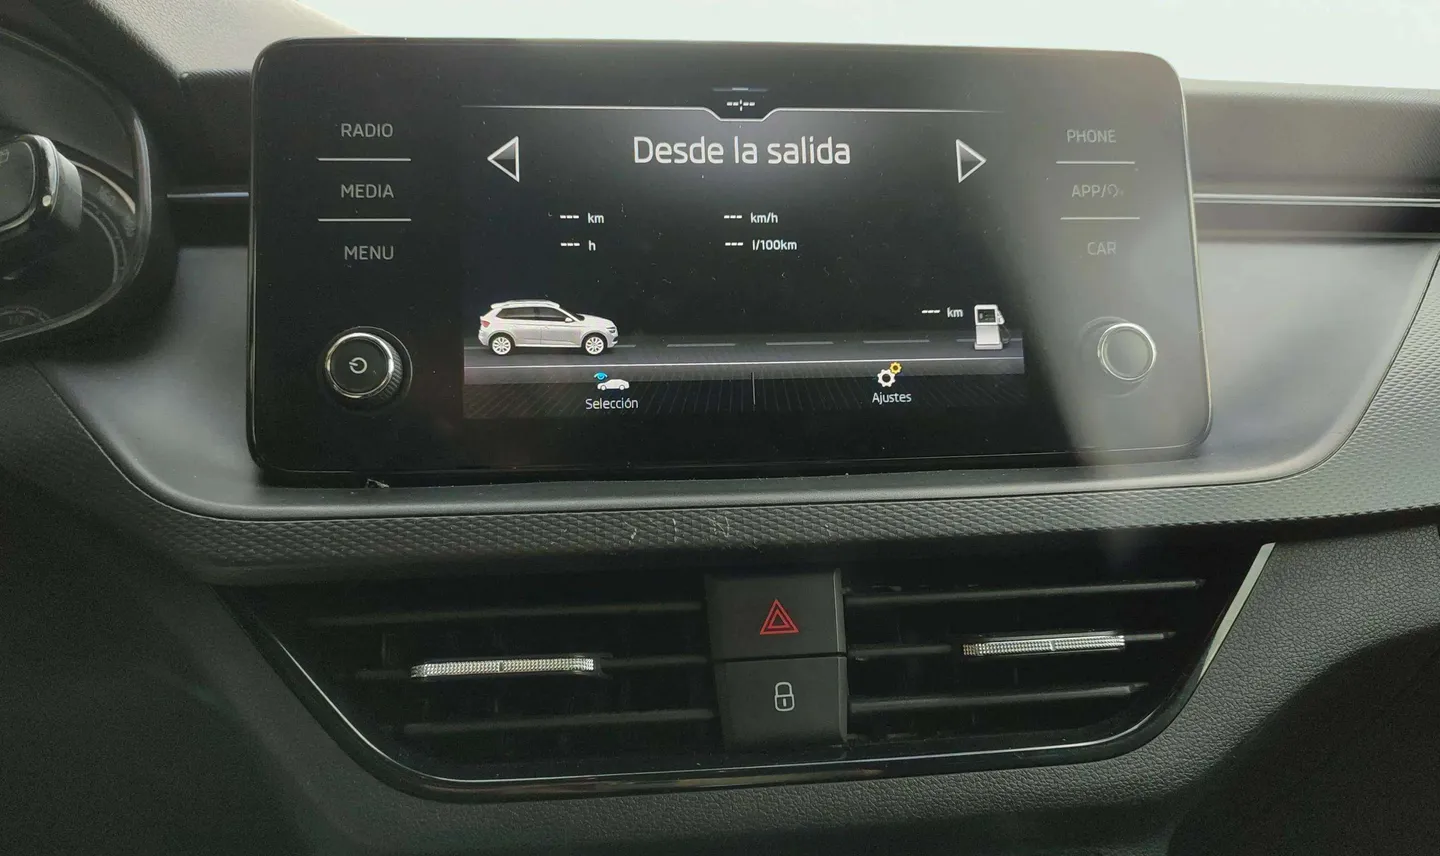 RADIO
MEDIA
MENU
--:--
Desde la salida
--- km
--- km/h
--- h
--- l/100km
--- km
Selección
Ajustes
PHONE
APP/
CAR